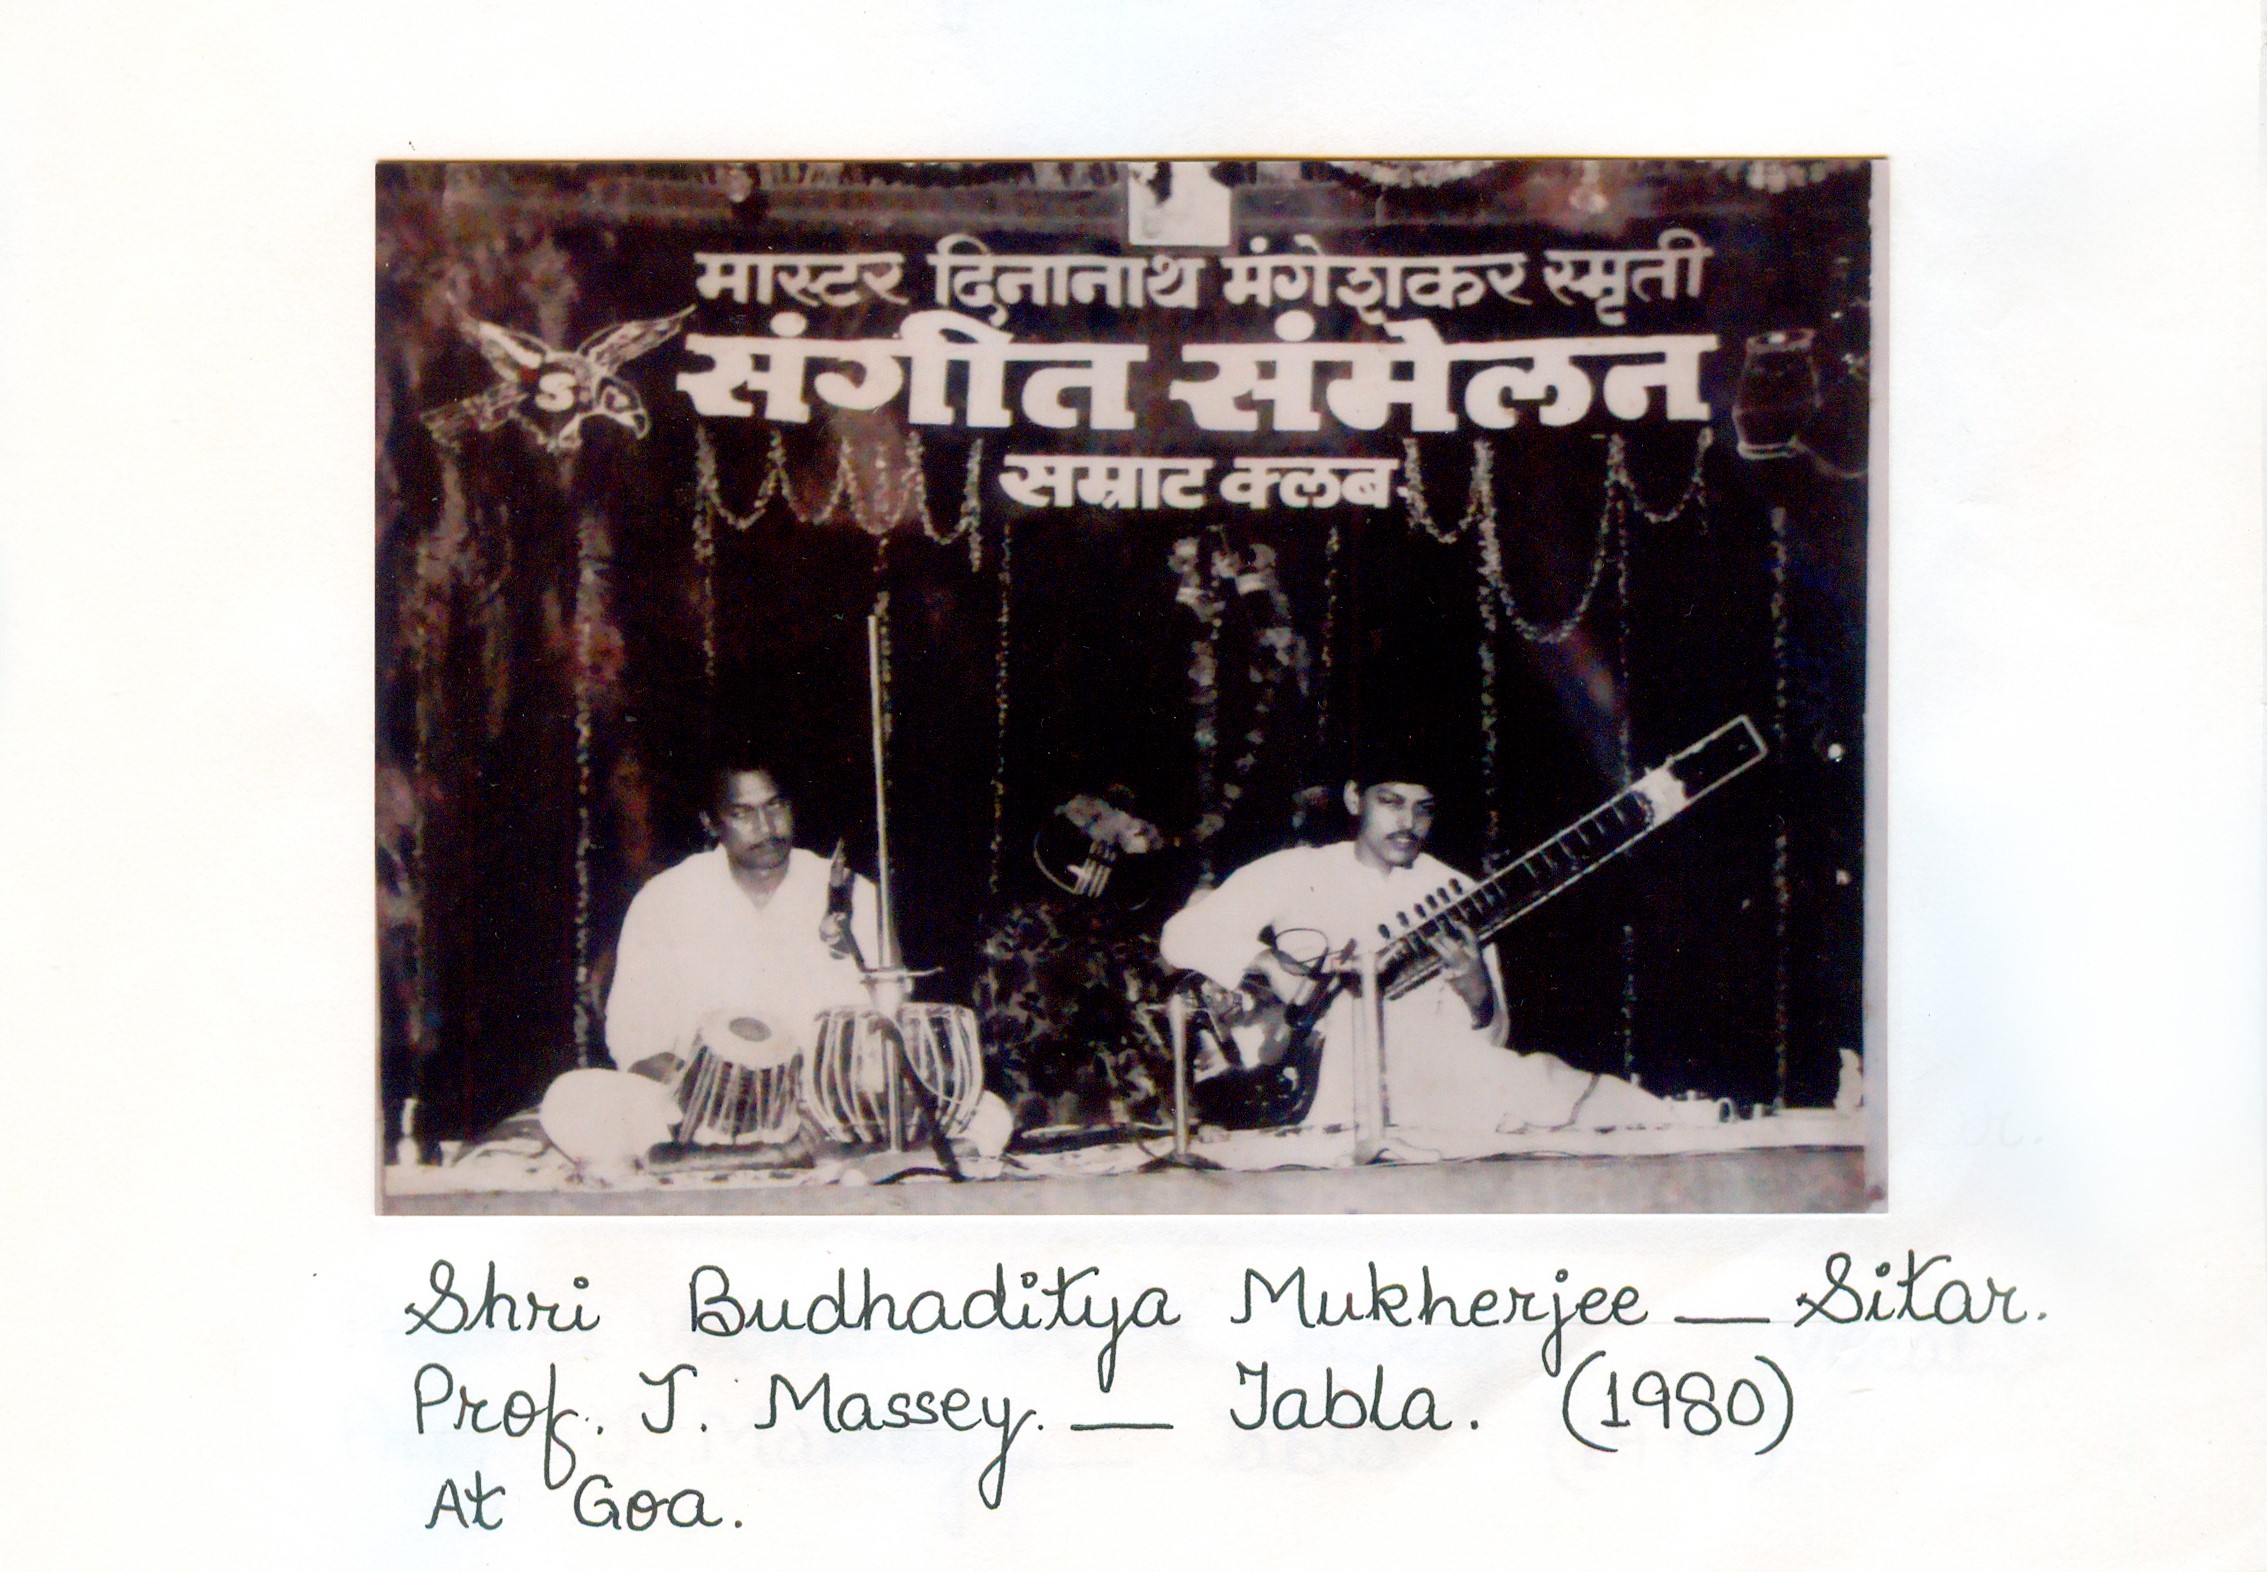 मास्टर दिनानाथ मंगेशकर स्मृती
संगीत संमेलन
सम्राट क्लब
S
Shri Budhaditya Mukherjee — Sitar.
Prof. J. Massey. — Tabla. (1980)
At Goa.